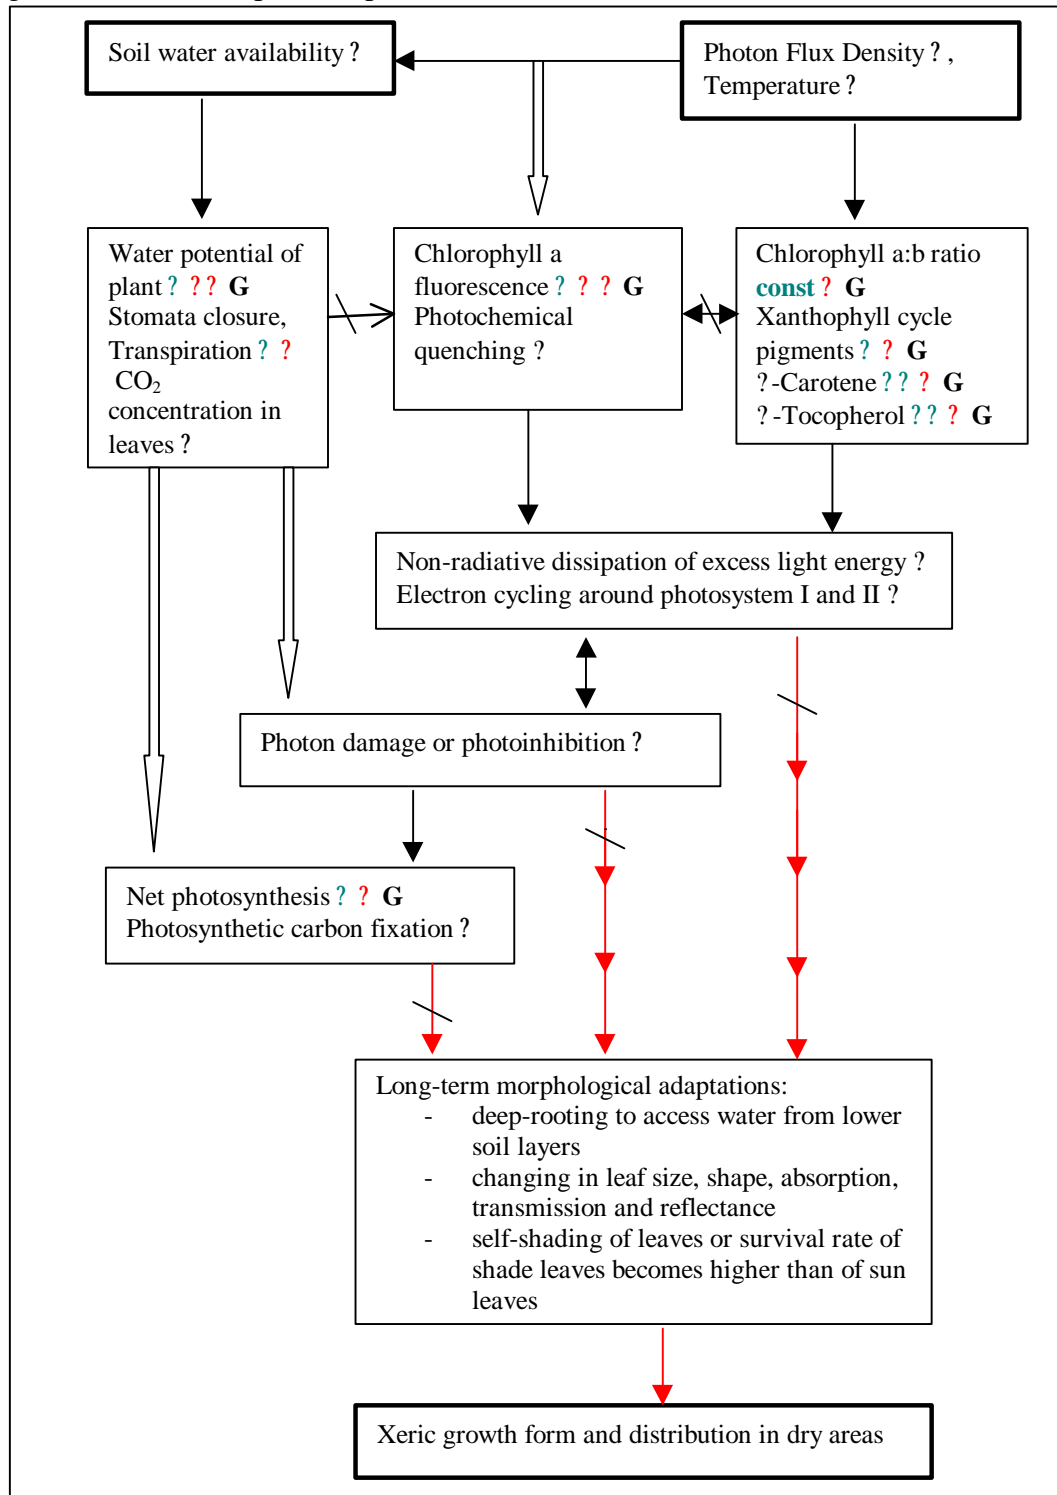 Soil water availability ?
Photon Flux Density ? ,
Temperature ?
Water potential of
plant ? ? ? G
Stomata closure,
Transpiration ? ?
CO₂
concentration in
leaves ?
Chlorophyll a
fluorescence ? ? ? G
Photochemical
quenching ?
Chlorophyll a:b ratio
const ? G
Xanthophyll cycle
pigments ? ? G
? -Carotene ? ? ? G
? -Tocopherol ? ? ? G
Non-radiative dissipation of excess light energy ?
Electron cycling around photosystem I and II ?
Photon damage or photoinhibition ?
Net photosynthesis ? ? G
Photosynthetic carbon fixation ?
Long-term morphological adaptations:
- deep-rooting to access water from lower
soil layers
- changing in leaf size, shape, absorption,
transmission and reflectance
- self-shading of leaves or survival rate of
shade leaves becomes higher than of sun
leaves
Xeric growth form and distribution in dry areas